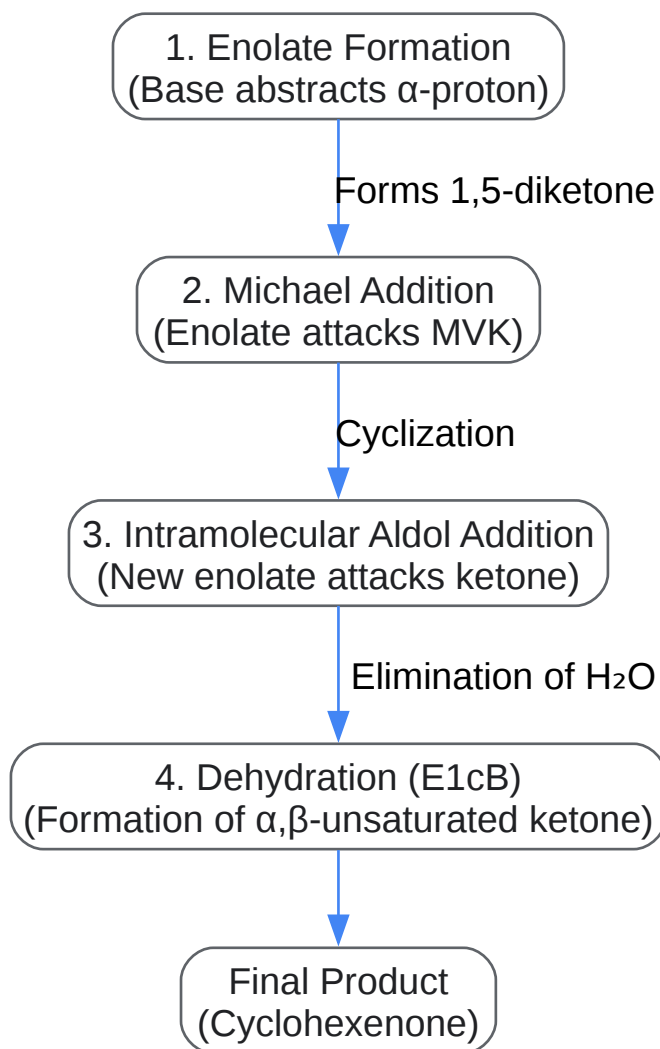 1. Enolate Formation
(Base abstracts α-proton)
Forms 1,5-diketone
2. Michael Addition
(Enolate attacks MVK)
Cyclization
3. Intramolecular Aldol Addition
(New enolate attacks ketone)
Elimination of H₂O
4. Dehydration (E1cB)
(Formation of α,β-unsaturated ketone)
Final Product
(Cyclohexenone)